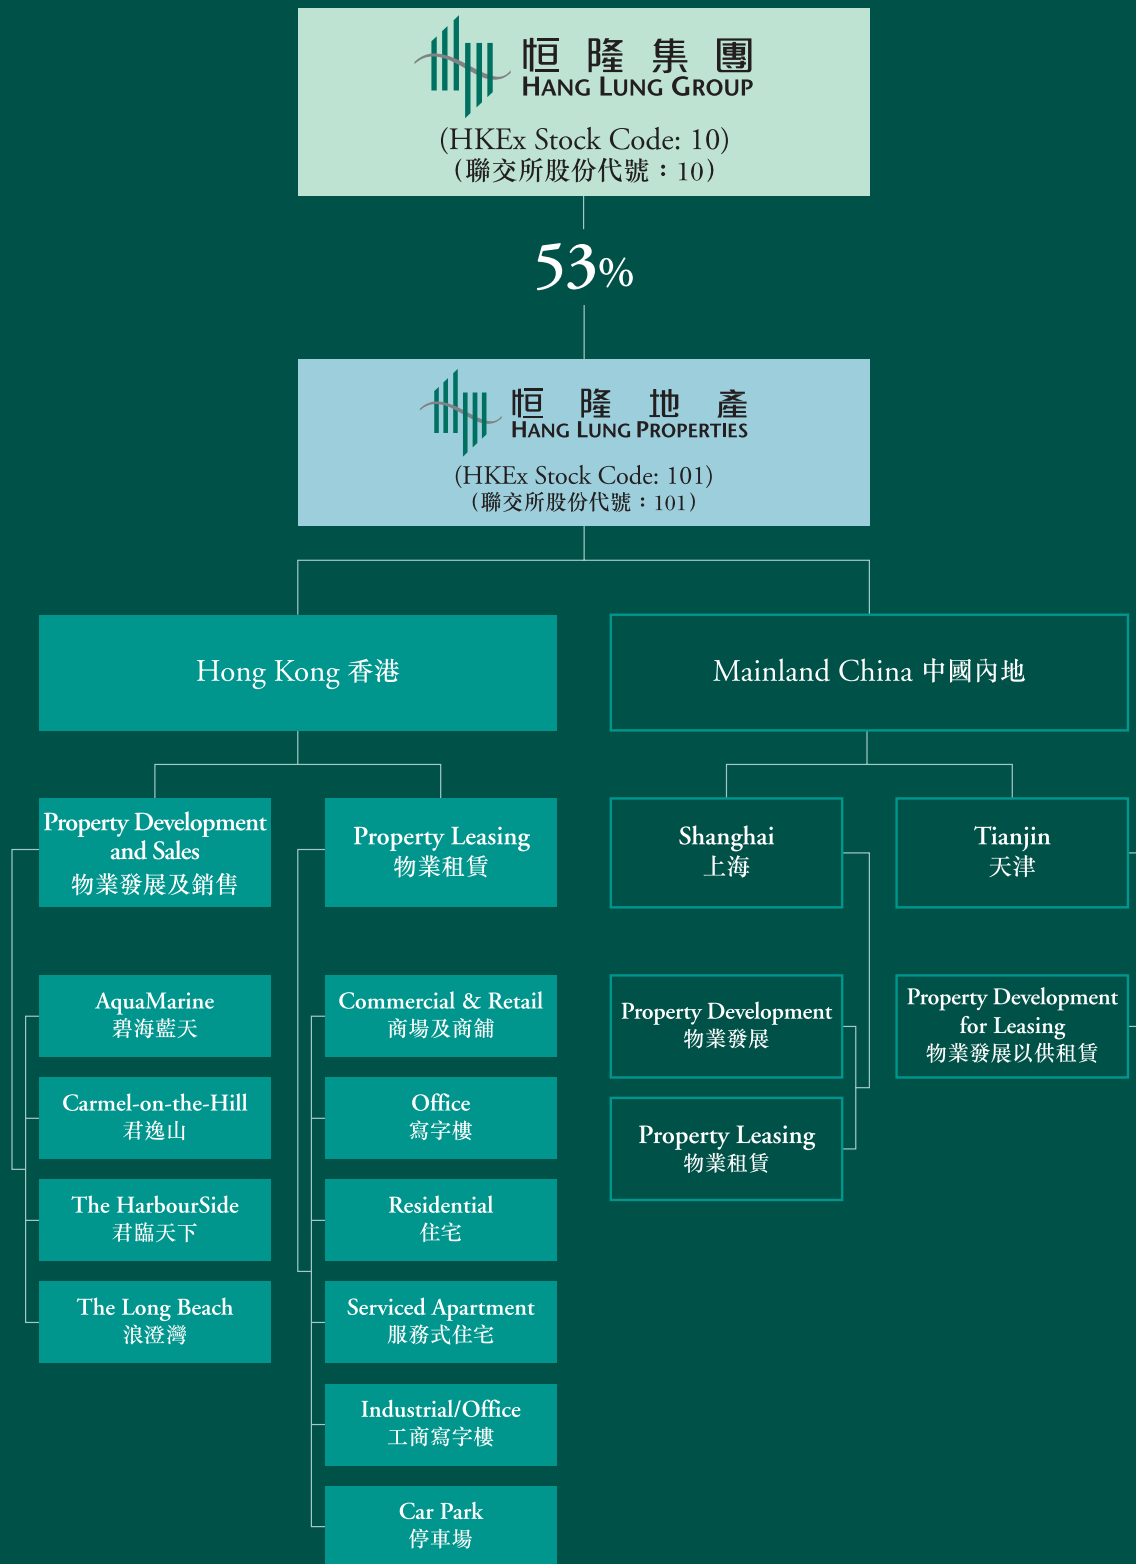 恒隆集團
HANG LUNG GROUP
(HKEx Stock Code: 10)
(聯交所股份代號：10)
53%
恒隆地產
HANG LUNG PROPERTIES
(HKEx Stock Code: 101)
(聯交所股份代號：101)
Hong Kong 香港
Mainland China 中國內地
Property Development
and Sales
物業發展及銷售
Property Leasing
物業租賃
Shanghai
上海
Tianjin
天津
AquaMarine
碧海藍天
Carmel-on-the-Hill
君逸山
The HarbourSide
君臨天下
The Long Beach
浪澄灣
Commercial & Retail
商場及商舖
Office
寫字樓
Residential
住宅
Serviced Apartment
服務式住宅
Industrial/Office
工商寫字樓
Car Park
停車場
Property Development
物業發展
Property Leasing
物業租賃
Property Development
for Leasing
物業發展以供租賃